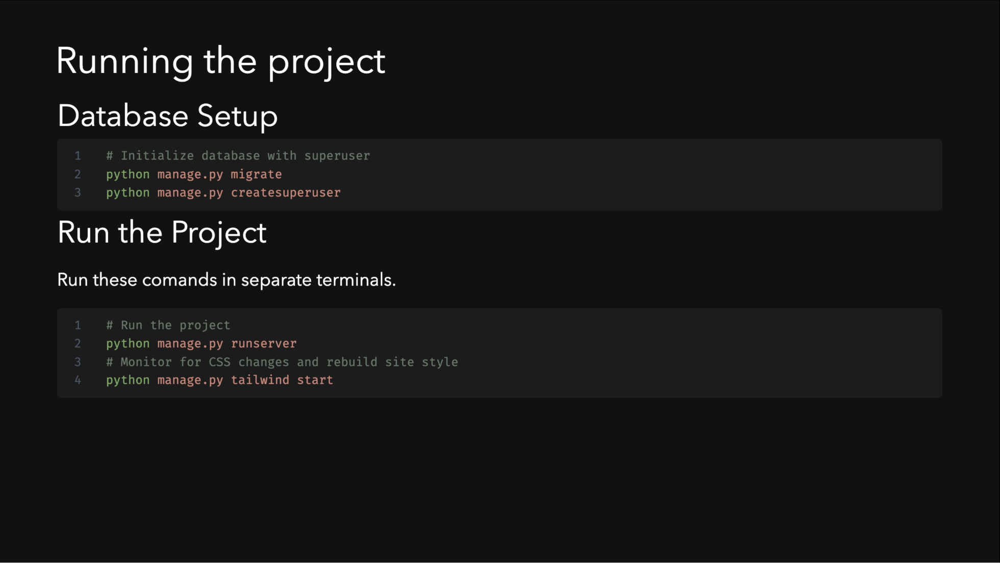 Running the project
Database Setup
1 # Initialize database with superuser
2 python manage.py migrate
3 python manage.py createsuperuser
Run the Project
Run these comands in separate terminals.
1 # Run the project
2 python manage.py runserver
3 # Monitor for CSS changes and rebuild site style
4 python manage.py tailwind start